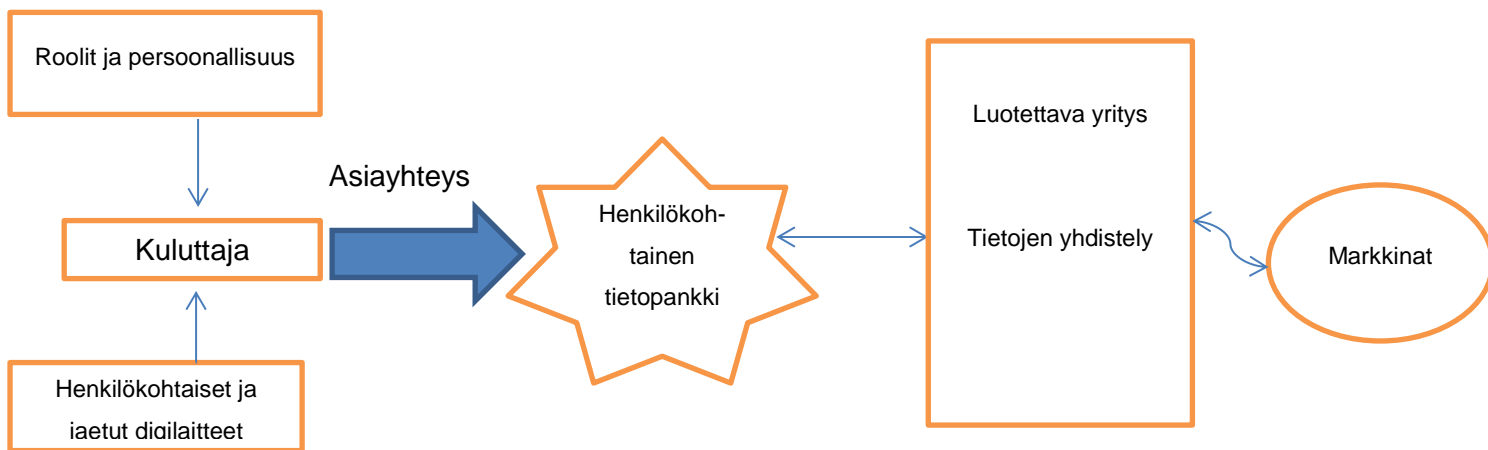 Roolit ja persoonallisuus
Asiayhteys
Kuluttaja
Henkilökohtaiset ja
jaetut digilaitteet
Henkilökoh-
tainen
tietopankki
Luotettava yritys
Tietojen yhdistely
Markkinat